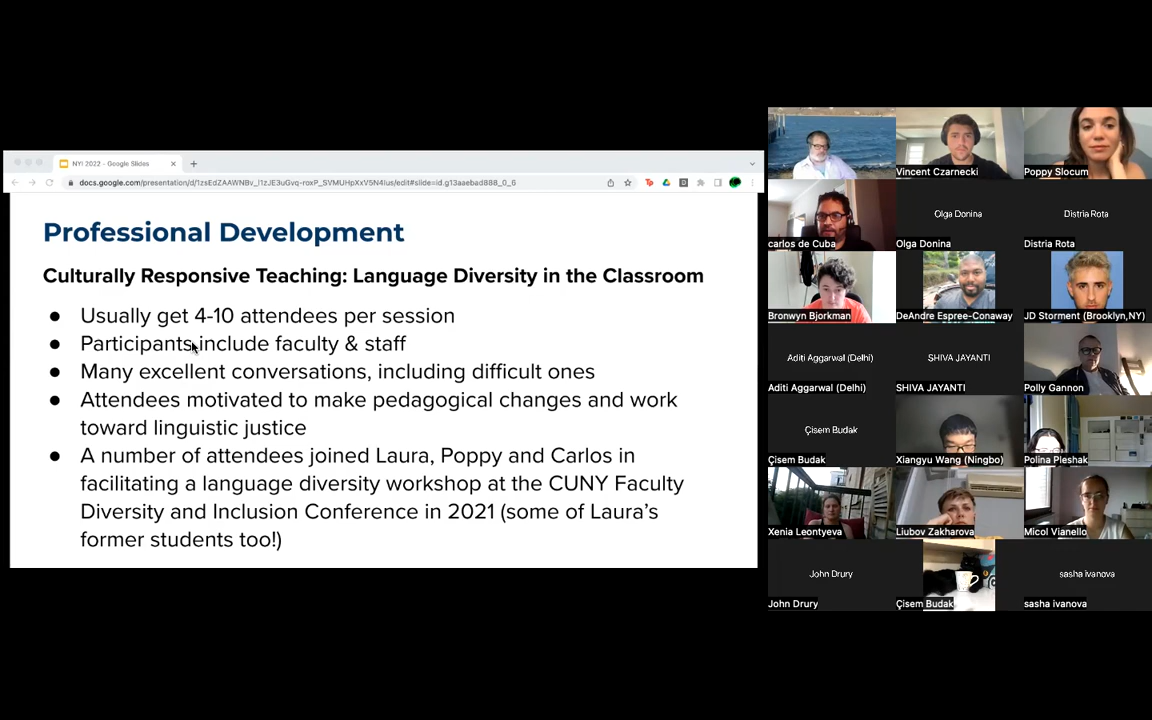 NYI 2022 - Google Slides
docs.google.com/presentation/d/1zsEdZAAWNBv_I1zJE3uGvq-roxP_SVMUHpXxV5N4lus/edit#slide=id.g13aaebad888_0_6
Professional Development
Culturally Responsive Teaching: Language Diversity in the Classroom
● Usually get 4-10 attendees per session
● Participants include faculty & staff
● Many excellent conversations, including difficult ones
● Attendees motivated to make pedagogical changes and work
toward linguistic justice
● A number of attendees joined Laura, Poppy and Carlos in
facilitating a language diversity workshop at the CUNY Faculty
Diversity and Inclusion Conference in 2021 (some of Laura's
former students too!)
Vincent Czarnecki
Poppy Slocum
carlos de Cuba
Olga Donina
Olga Donina
Distria Rota
Distria Rota
Bronwyn Bjorkman
DeAndre Espree-Conaway
JD Storment (Brooklyn,NY)
Aditi Aggarwal (Delhi)
Aditi Aggarwal (Delhi)
SHIVA JAYANTI
SHIVA JAYANTI
Polly Gannon
Çisem Budak
Çisem Budak
Xiangyu Wang (Ningbo)
Polina Pleshak
Xenia Leontyeva
Liubov Zakharova
Micol Vianello
John Drury
John Drury
Çisem Budak
sasha ivanova
sasha ivanova